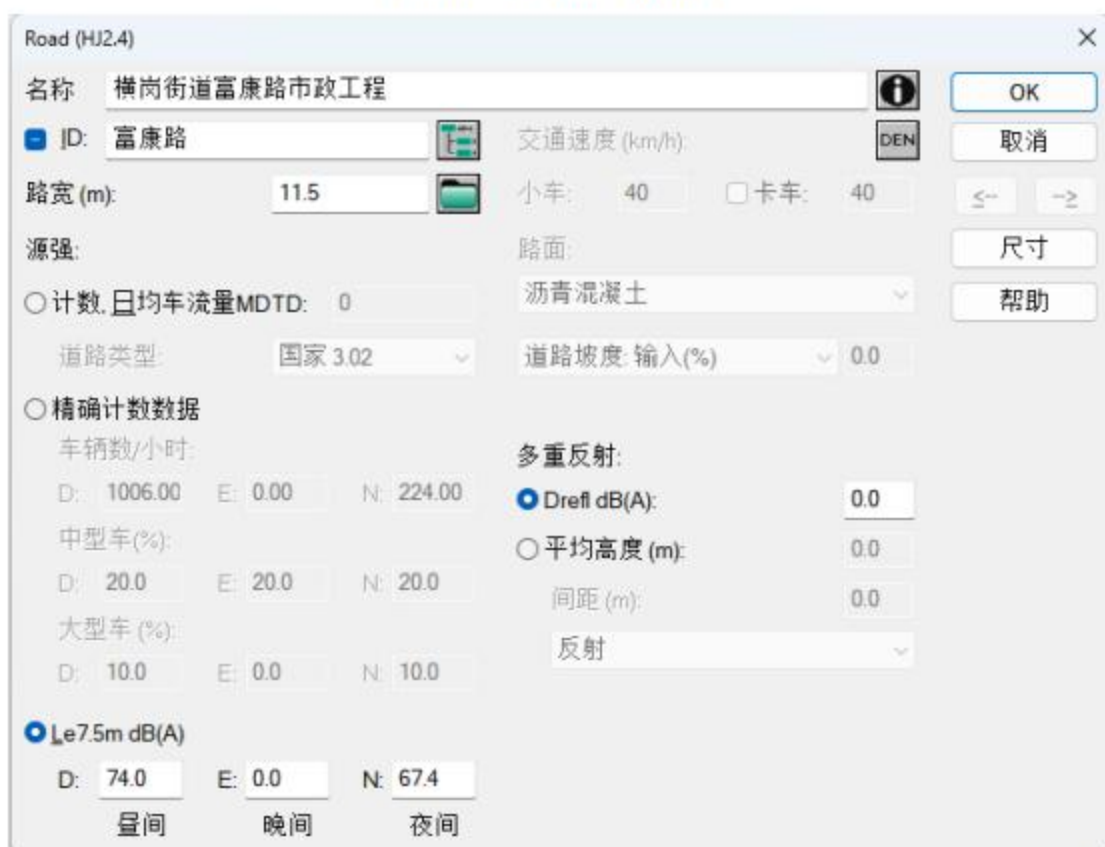 Road (HJ2.4)
名称 横岗街道富康路市政工程 OK
ID: 富康路 交通速度 (km/h): DEN 取消
路宽 (m): 11.5 小车: 40 卡车: 40 <-- -->
源强: 路面: 尺寸
计数, 日均车流量MDTD: 0 沥青混凝土 帮助
道路类型: 国家 3.02 道路坡度: 输入(%) 0.0
精确计数数据
车辆数/小时: 多重反射:
D: 1006.00 E: 0.00 N: 224.00 Drefl dB(A): 0.0
中型车(%): 平均高度 (m): 0.0
D: 20.0 E: 20.0 N: 20.0 间距 (m): 0.0
大型车 (%): 反射
D: 10.0 E: 0.0 N: 10.0
Le7.5m dB(A)
D: 74.0 E: 0.0 N: 67.4
昼间 晚间 夜间